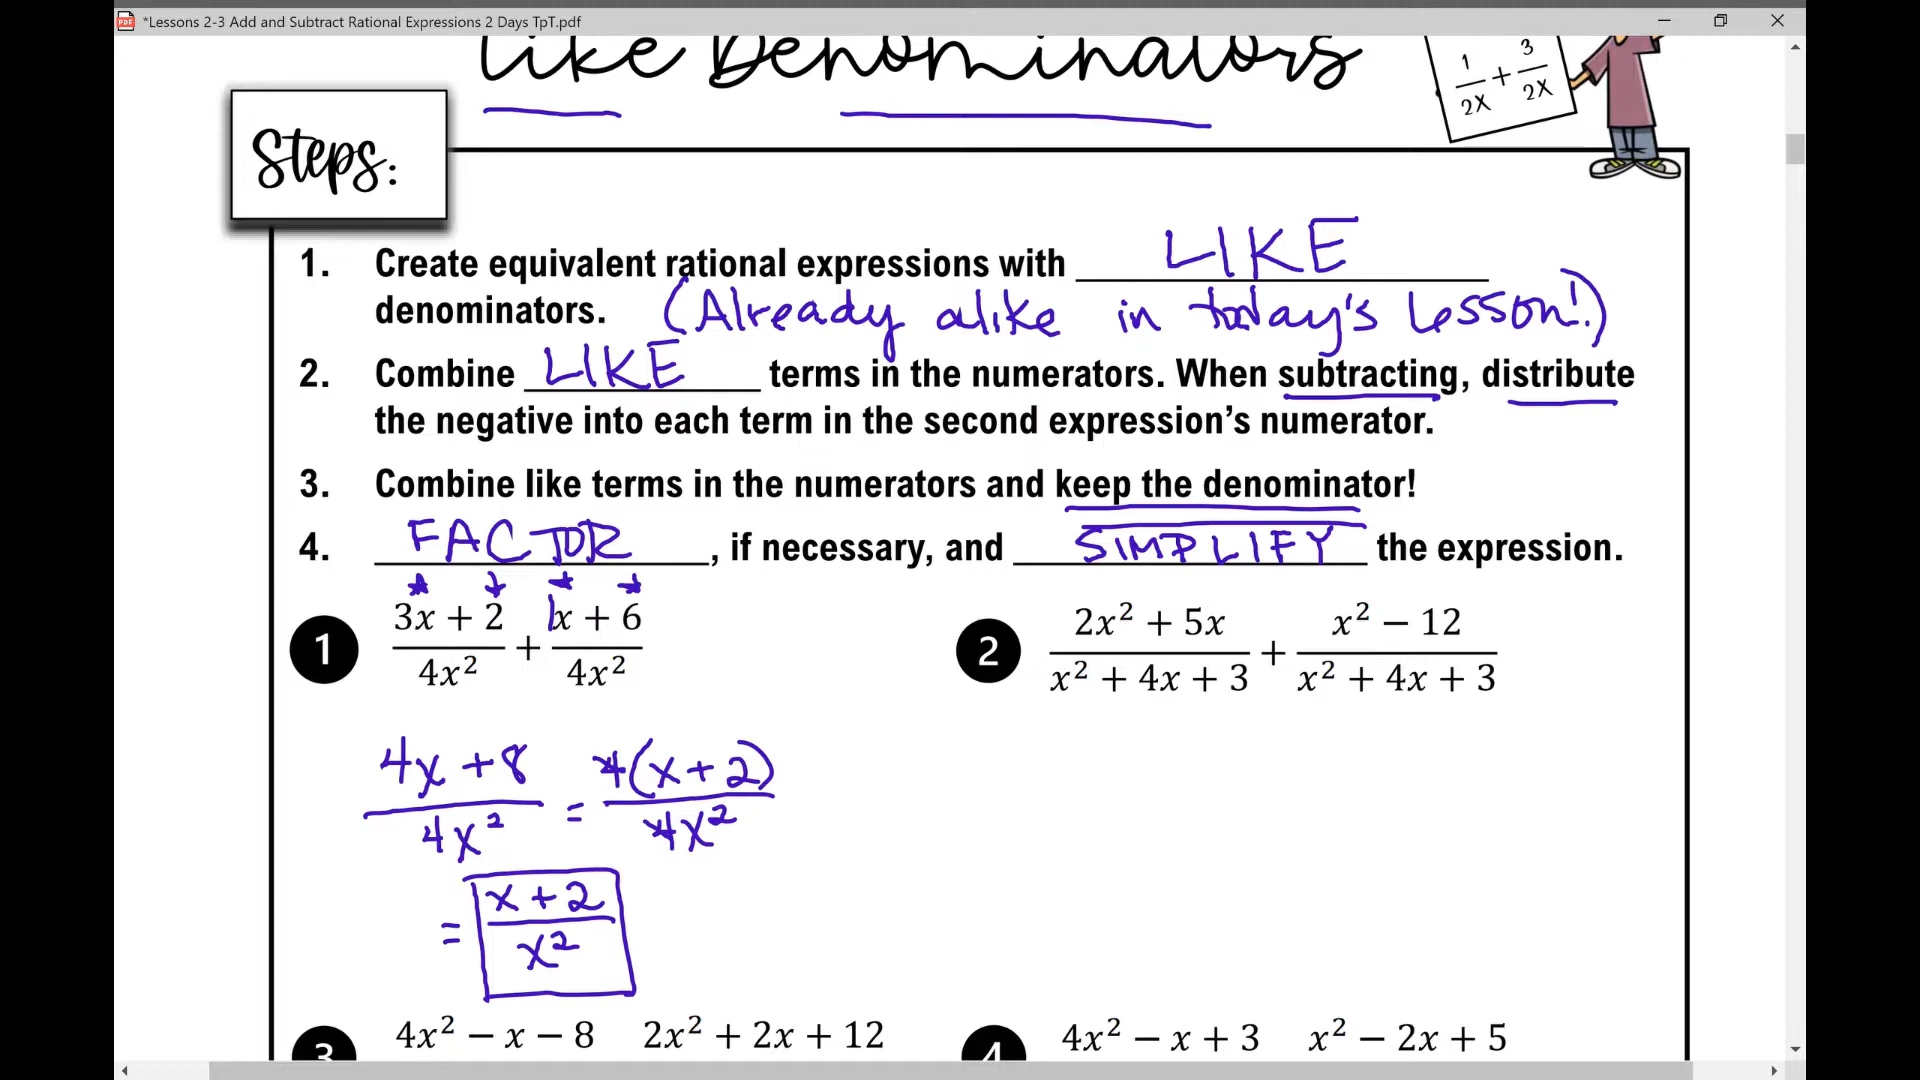 *Lessons 2-3 Add and Subtract Rational Expressions 2 Days TpT.pdf
Like Denominators
1/2X + 3/2X
Steps:
1. Create equivalent rational expressions with LIKE
denominators. (Already alike in today's lesson!)
2. Combine LIKE terms in the numerators. When subtracting, distribute
the negative into each term in the second expression's numerator.
3. Combine like terms in the numerators and keep the denominator!
4. FACTOR, if necessary, and SIMPLIFY the expression.
1 (3x + 2)/(4x²) + (1x + 6)/(4x²)
(4x + 8)/(4x²) = 4(x + 2)/(4x²)
= (x + 2)/(x²)
2 (2x² + 5x)/(x² + 4x + 3) + (x² − 12)/(x² + 4x + 3)
3 4x² − x − 8 2x² + 2x + 12
4 4x² − x + 3 x² − 2x + 5